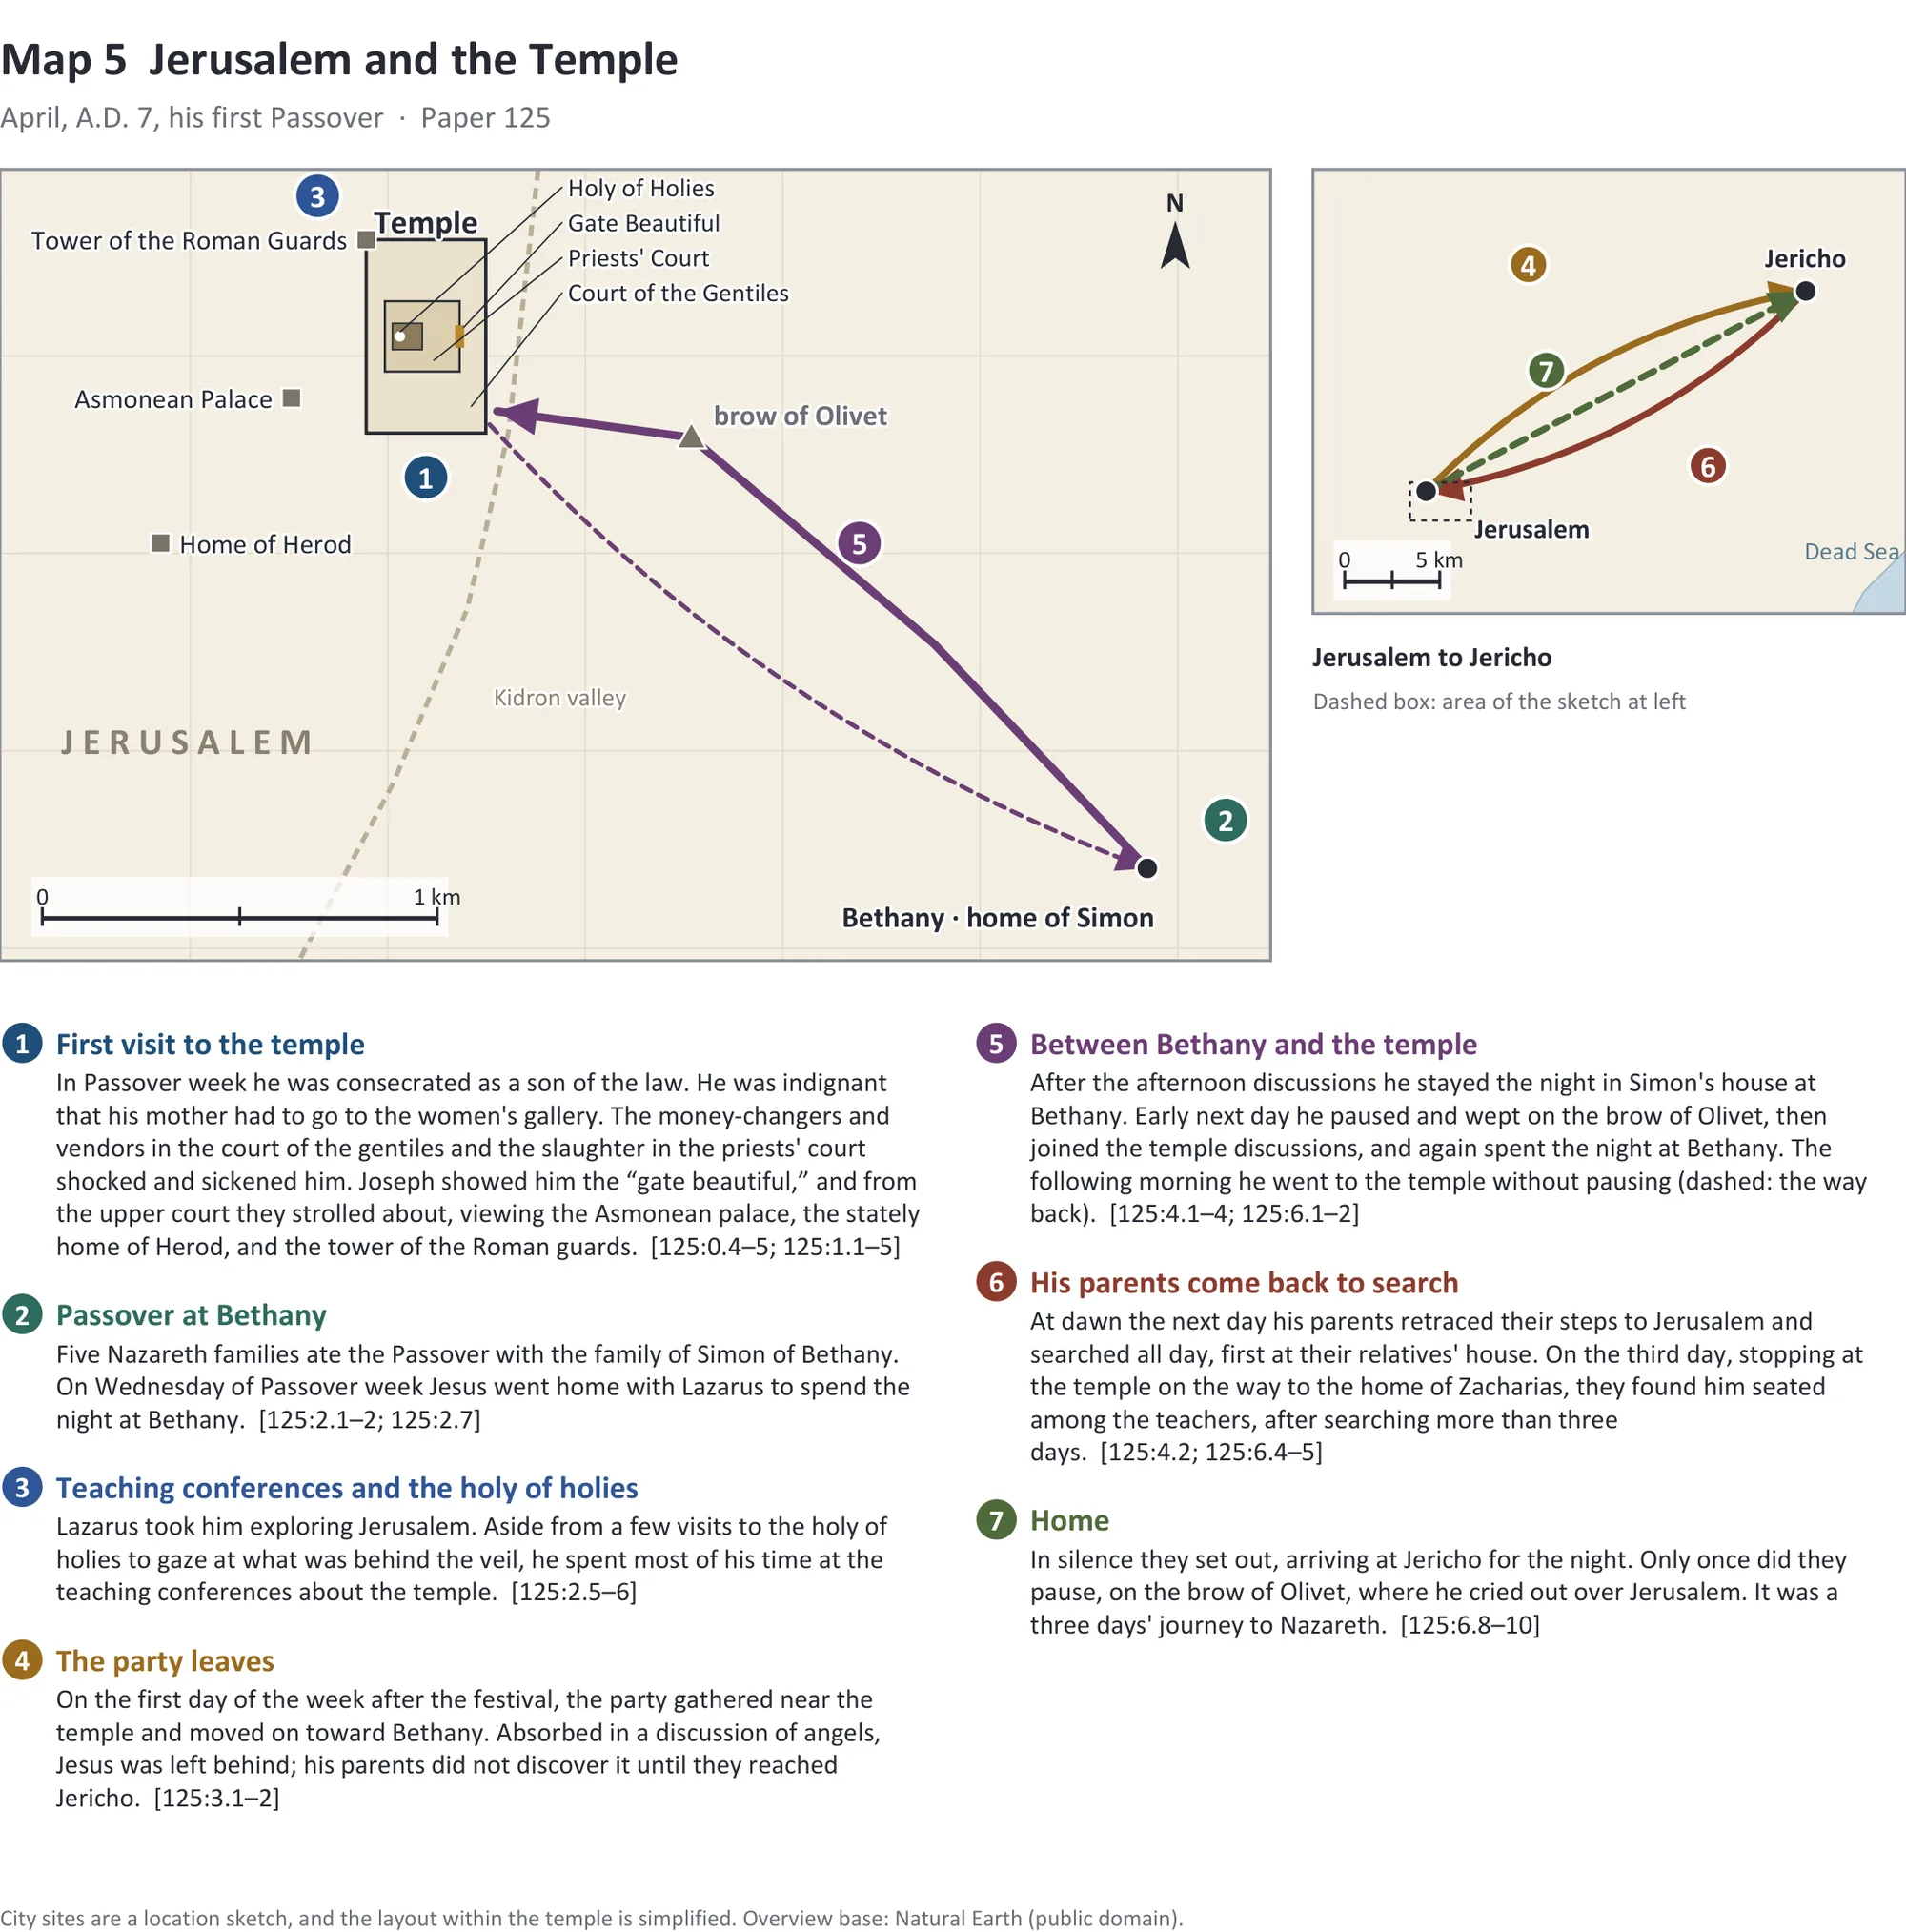 Map 5  Jerusalem and the Temple
April, A.D. 7, his first Passover · Paper 125
3
Temple
Tower of the Roman Guards
Holy of Holies
Gate Beautiful
Priests' Court
Court of the Gentiles
N
Asmonean Palace
brow of Olivet
1
Home of Herod
5
Kidron valley
JERUSALEM
2
0 1 km
Bethany · home of Simon
4
Jericho
7
6
Jerusalem
0 5 km
Dead Sea
Jerusalem to Jericho
Dashed box: area of the sketch at left
1 First visit to the temple
In Passover week he was consecrated as a son of the law. He was indignant
that his mother had to go to the women's gallery. The money-changers and
vendors in the court of the gentiles and the slaughter in the priests' court
shocked and sickened him. Joseph showed him the “gate beautiful,” and from
the upper court they strolled about, viewing the Asmonean palace, the stately
home of Herod, and the tower of the Roman guards. [125:0.4–5; 125:1.1–5]
2 Passover at Bethany
Five Nazareth families ate the Passover with the family of Simon of Bethany.
On Wednesday of Passover week Jesus went home with Lazarus to spend the
night at Bethany. [125:2.1–2; 125:2.7]
3 Teaching conferences and the holy of holies
Lazarus took him exploring Jerusalem. Aside from a few visits to the holy of
holies to gaze at what was behind the veil, he spent most of his time at the
teaching conferences about the temple. [125:2.5–6]
4 The party leaves
On the first day of the week after the festival, the party gathered near the
temple and moved on toward Bethany. Absorbed in a discussion of angels,
Jesus was left behind; his parents did not discover it until they reached
Jericho. [125:3.1–2]
5 Between Bethany and the temple
After the afternoon discussions he stayed the night in Simon's house at
Bethany. Early next day he paused and wept on the brow of Olivet, then
joined the temple discussions, and again spent the night at Bethany. The
following morning he went to the temple without pausing (dashed: the way
back). [125:4.1–4; 125:6.1–2]
6 His parents come back to search
At dawn the next day his parents retraced their steps to Jerusalem and
searched all day, first at their relatives' house. On the third day, stopping at
the temple on the way to the home of Zacharias, they found him seated
among the teachers, after searching more than three
days. [125:4.2; 125:6.4–5]
7 Home
In silence they set out, arriving at Jericho for the night. Only once did they
pause, on the brow of Olivet, where he cried out over Jerusalem. It was a
three days' journey to Nazareth. [125:6.8–10]
City sites are a location sketch, and the layout within the temple is simplified. Overview base: Natural Earth (public domain).